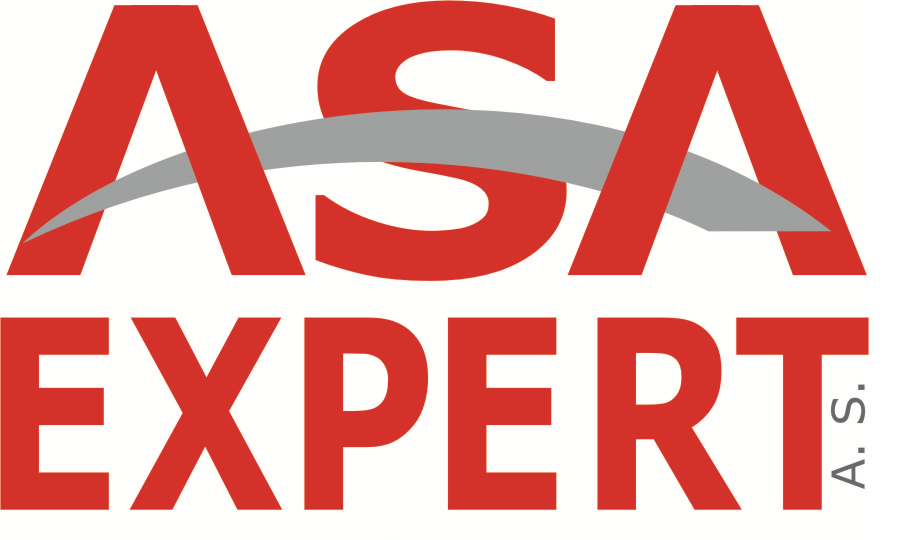 ASA
EXPERT
A. S.